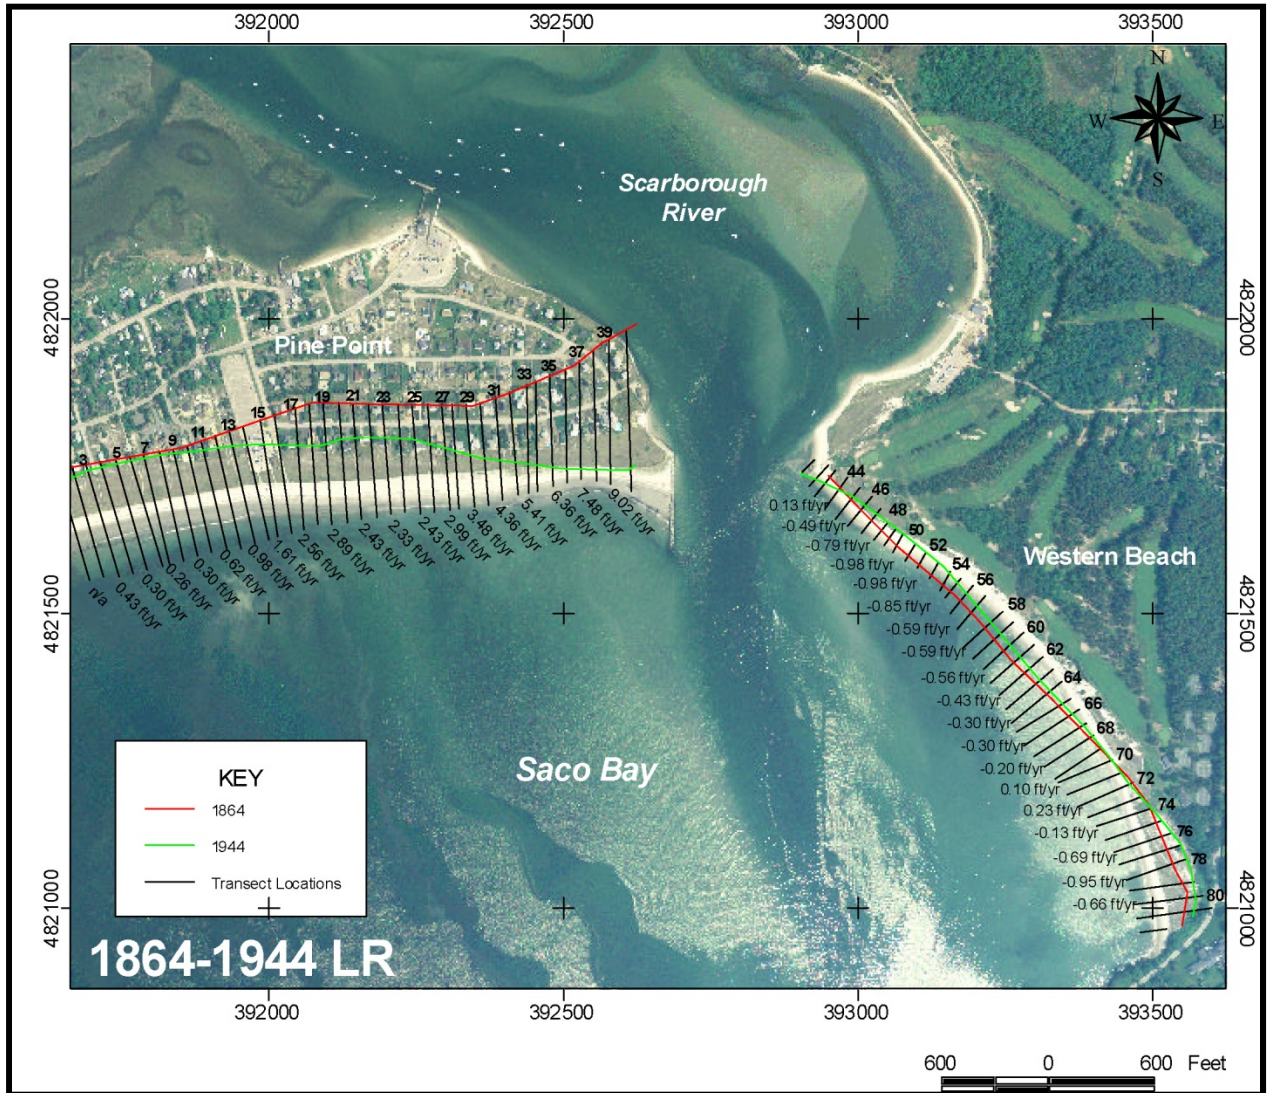 392000 392500 393000 393500
N
W E
S
Scarborough
River
4822000
4822000
Pine Point
39
37
35
33
31
29
27
25
23
21
19
17
15
13
11
9
7
5
3
n/a
0.43 ft/yr
0.30 ft/yr
0.26 ft/yr
0.30 ft/yr
0.62 ft/yr
0.98 ft/yr
1.61 ft/yr
2.56 ft/yr
2.89 ft/yr
2.43 ft/yr
2.33 ft/yr
2.43 ft/yr
2.99 ft/yr
3.48 ft/yr
4.36 ft/yr
5.41 ft/yr
6.36 ft/yr
7.48 ft/yr
9.02 ft/yr
44
46
48
50
52
54
56
58
60
62
64
66
68
70
72
74
76
78
80
0.13 ft/yr
-0.49 ft/yr
-0.79 ft/yr
-0.98 ft/yr
-0.98 ft/yr
-0.85 ft/yr
-0.59 ft/yr
-0.59 ft/yr
-0.56 ft/yr
-0.43 ft/yr
-0.30 ft/yr
-0.30 ft/yr
-0.20 ft/yr
0.10 ft/yr
0.23 ft/yr
-0.13 ft/yr
-0.69 ft/yr
-0.95 ft/yr
-0.66 ft/yr
Western Beach
4821500
4821500
Saco Bay
KEY
1864
1944
Transect Locations
4821000
4821000
1864-1944 LR
392000 392500 393000 393500
600 0 600 Feet